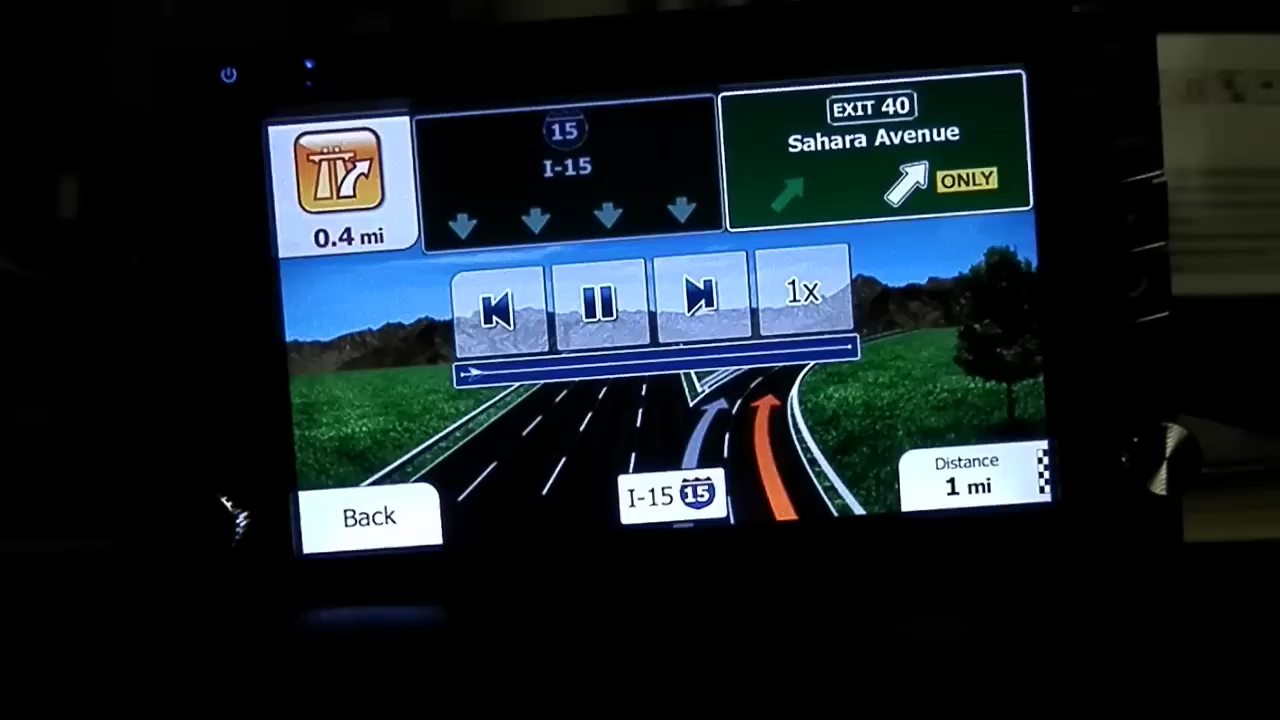 0.4 mi
15
I-15
EXIT 40
Sahara Avenue
ONLY
1x
I-15 15
Distance
1 mi
Back